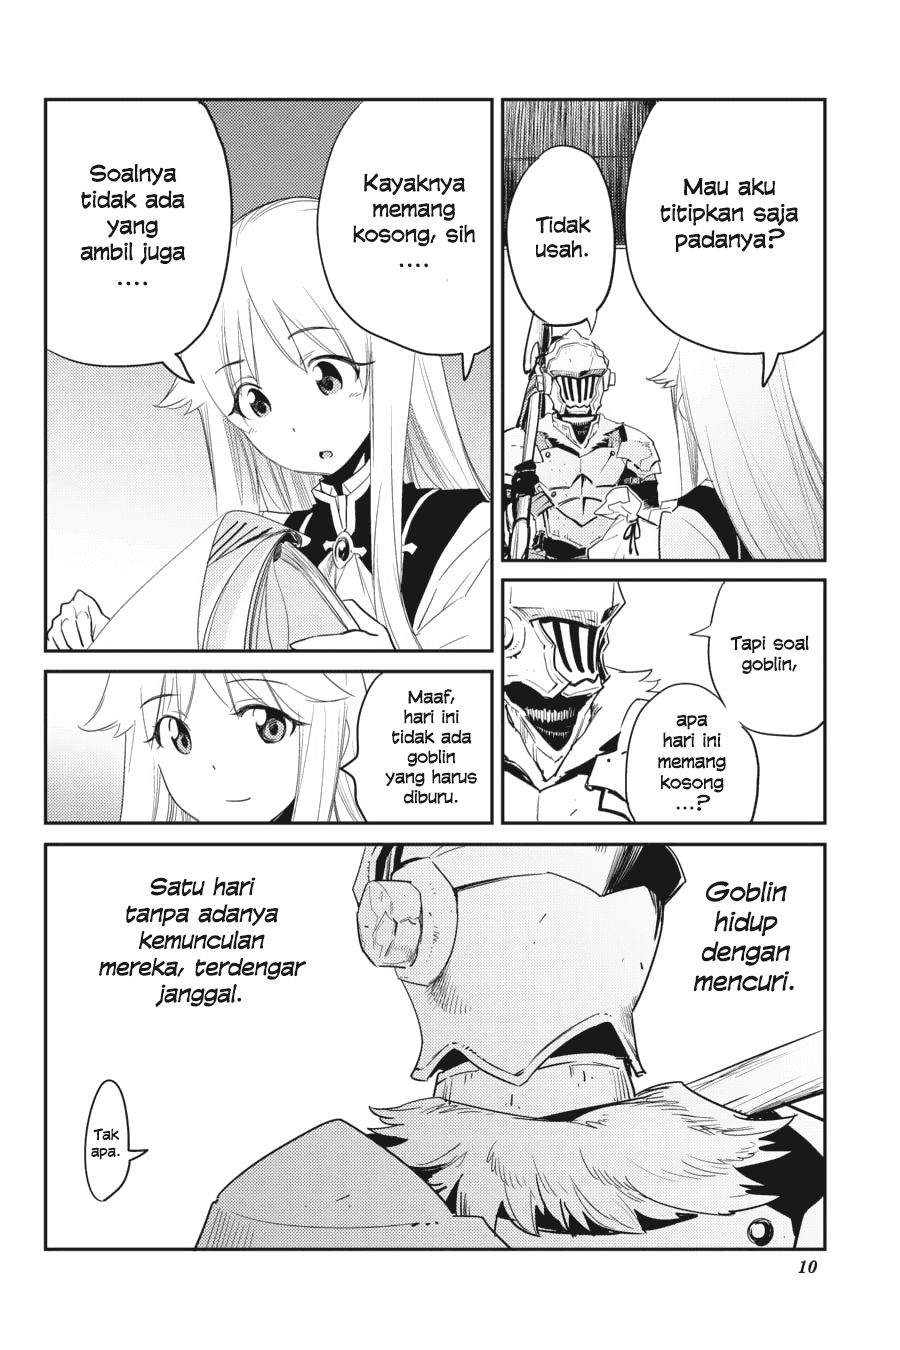 Mau aku
titipkan saja
padanya?
Tidak
usah.
Kayaknya
memang
kosong, sih
....
Soalnya
tidak ada
yang
ambil juga
....
Tapi soal
goblin,
apa
hari ini
memang
kosong
...?
Maaf,
hari ini
tidak ada
goblin
yang harus
diburu.
Goblin
hidup
dengan
mencuri.
Satu hari
tanpa adanya
kemunculan
mereka, terdengar
janggal.
Tak
apa.
10